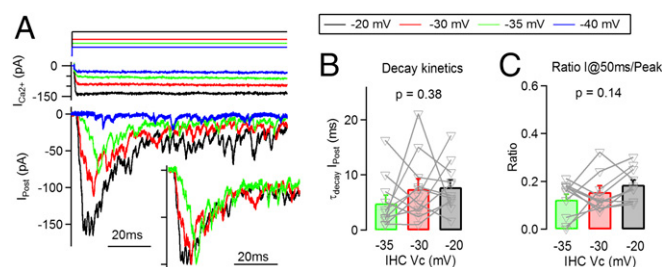 -20 mV -30 mV -35 mV -40 mV
A
I Ca2+ (pA)
0
-150
I Post (pA)
0
-50
-100
-150
20ms
20ms
B
Decay kinetics
p = 0.38
τdecay IPost (ms)
20
10
0
-35 -30 -20
IHC Vc (mV)
C
Ratio I@50ms/Peak
p = 0.14
Ratio
0.6
0.4
0.2
0.0
-35 -30 -20
IHC Vc (mV)